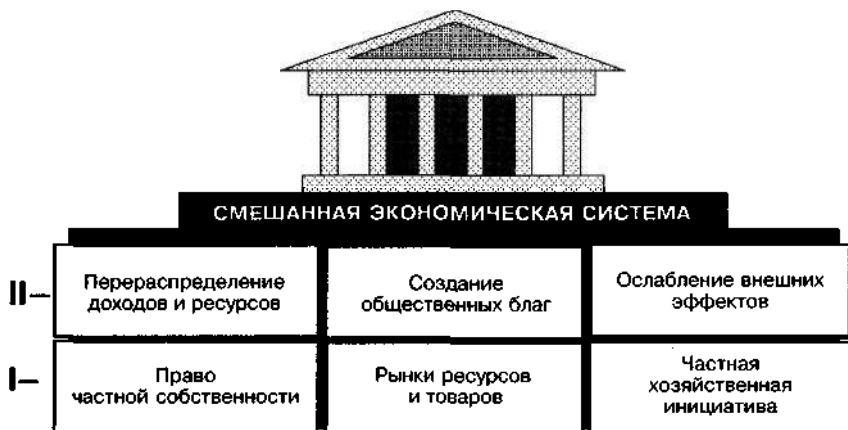 СМЕШАННАЯ ЭКОНОМИЧЕСКАЯ СИСТЕМА
II–
Перераспределение
доходов и ресурсов
Создание
общественных благ
Ослабление внешних
эффектов
I–
Право
частной собственности
Рынки ресурсов
и товаров
Частная
хозяйственная
инициатива